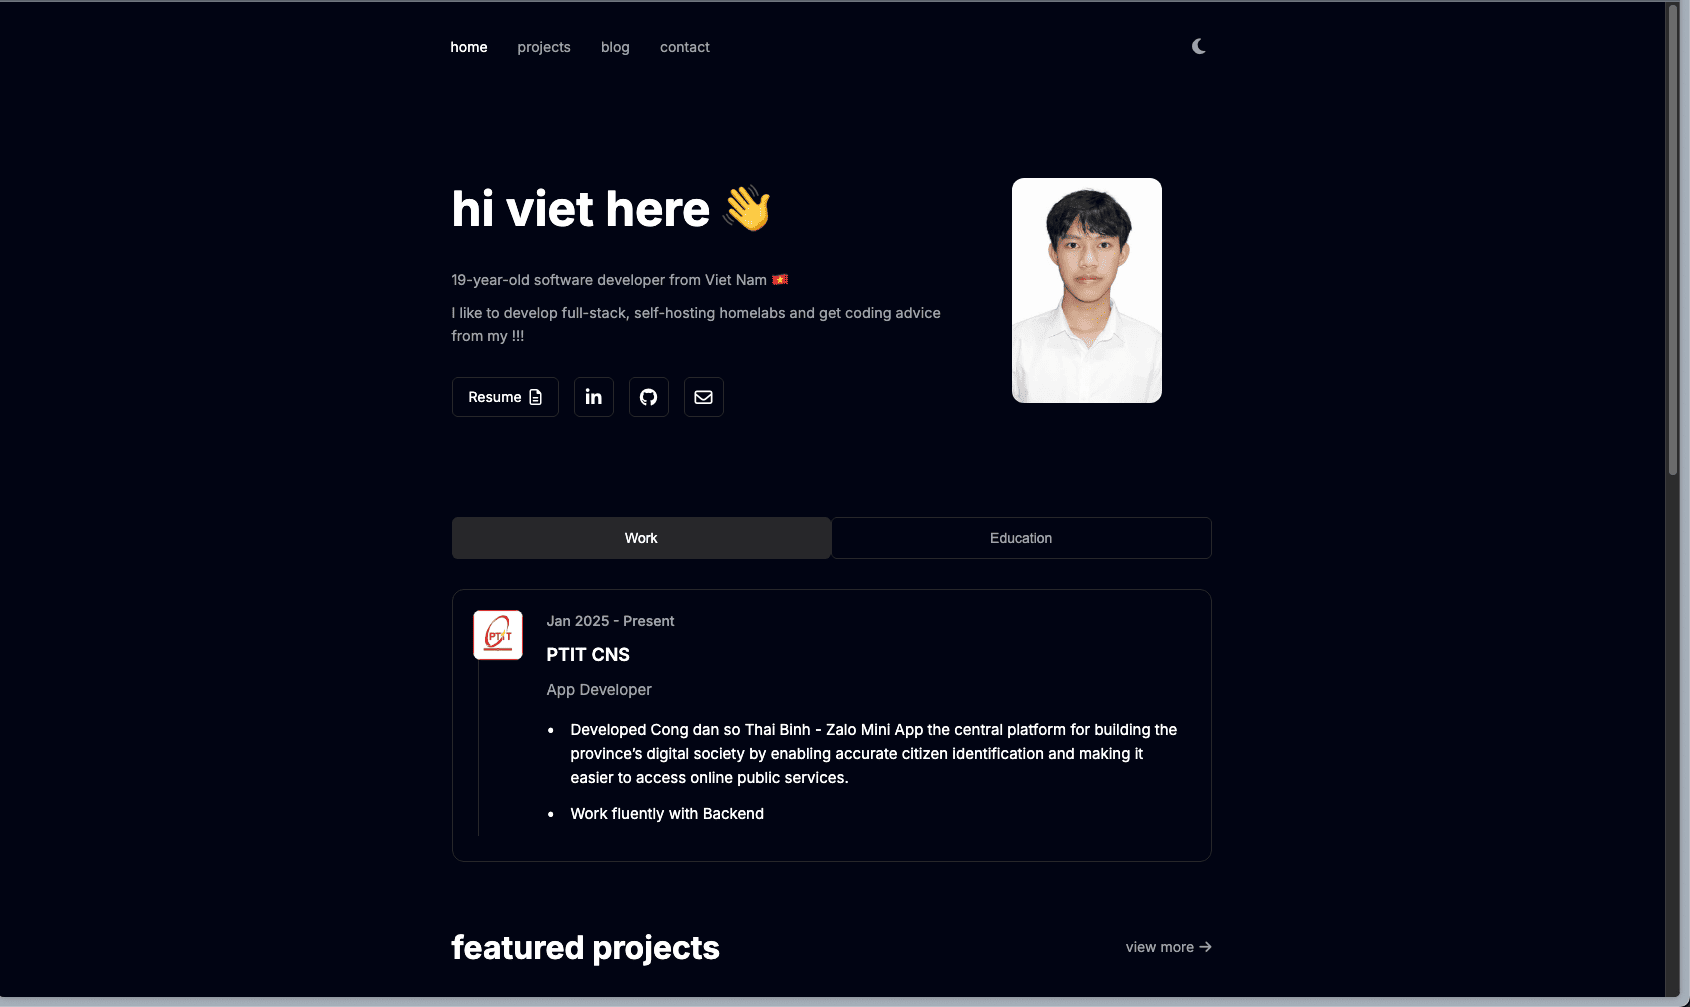 home projects blog contact
hi viet here 👋
19-year-old software developer from Viet Nam 🇻🇳
I like to develop full-stack, self-hosting homelabs and get coding advice
from my !!!
Resume
Work Education
PTIT
Jan 2025 - Present
PTIT CNS
App Developer
• Developed Cong dan so Thai Binh - Zalo Mini App the central platform for building the
province’s digital society by enabling accurate citizen identification and making it
easier to access online public services.
• Work fluently with Backend
featured projects view more →